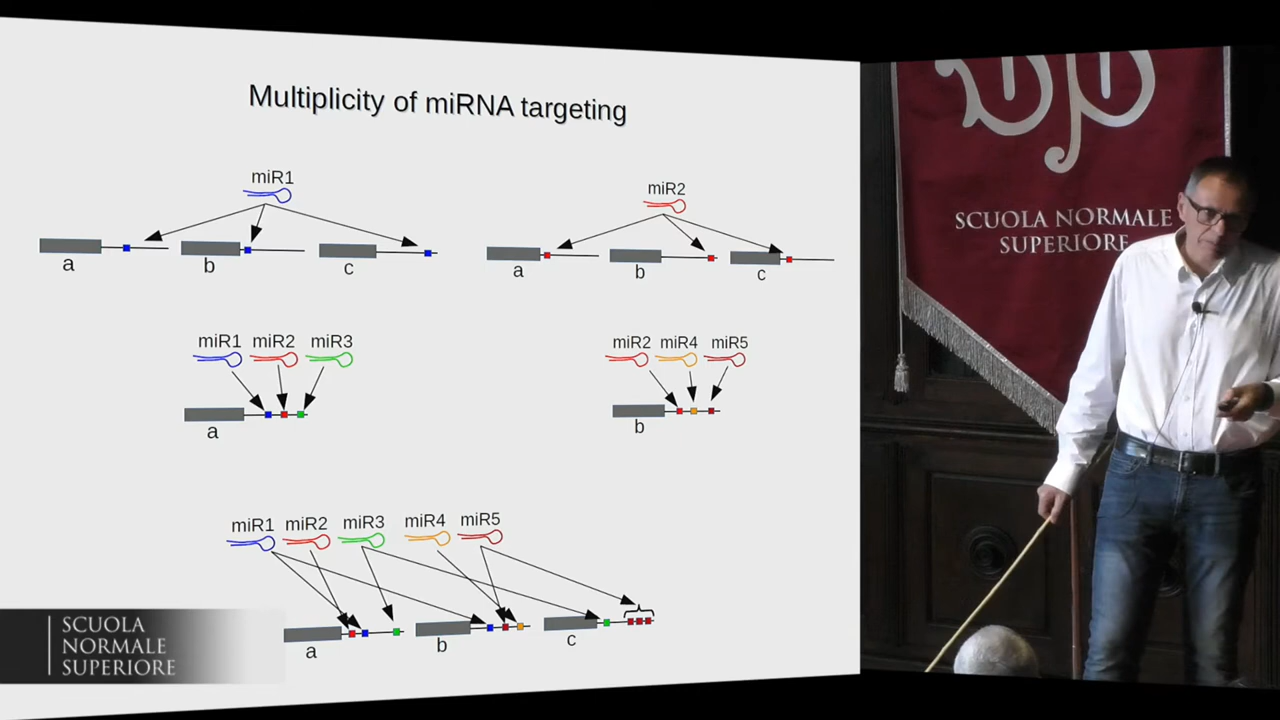 Multiplicity of miRNA targeting
miR1
miR2
a b c
a b c
miR1 miR2 miR3
miR2 miR4 miR5
a
b
miR1 miR2 miR3 miR4 miR5
a b c
SCUOLA
NORMALE
SUPERIORE
SCUOLA NORMALE
SUPERIORE